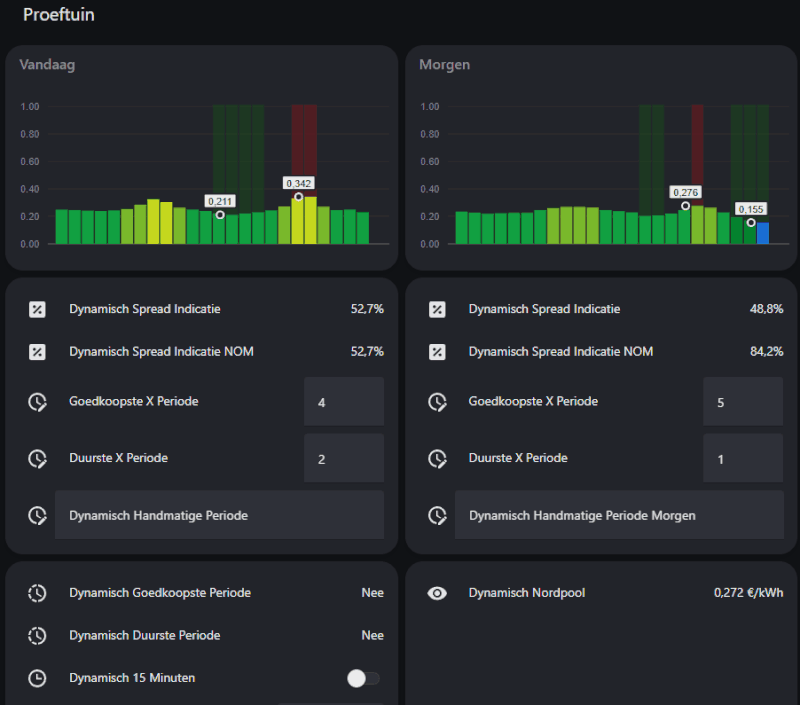 Proeftuin
Vandaag
1.00
0.80
0.60
0.40
0.20
0.00
0,211
0,342
Morgen
1.00
0.80
0.60
0.40
0.20
0.00
0,276
0,155
Dynamisch Spread Indicatie 52,7%
Dynamisch Spread Indicatie NOM 52,7%
Goedkoopste X Periode 4
Duurste X Periode 2
Dynamisch Handmatige Periode
Dynamisch Spread Indicatie 48,8%
Dynamisch Spread Indicatie NOM 84,2%
Goedkoopste X Periode 5
Duurste X Periode 1
Dynamisch Handmatige Periode Morgen
Dynamisch Goedkoopste Periode Nee
Dynamisch Duurste Periode Nee
Dynamisch 15 Minuten
Dynamisch Nordpool 0,272 €/kWh